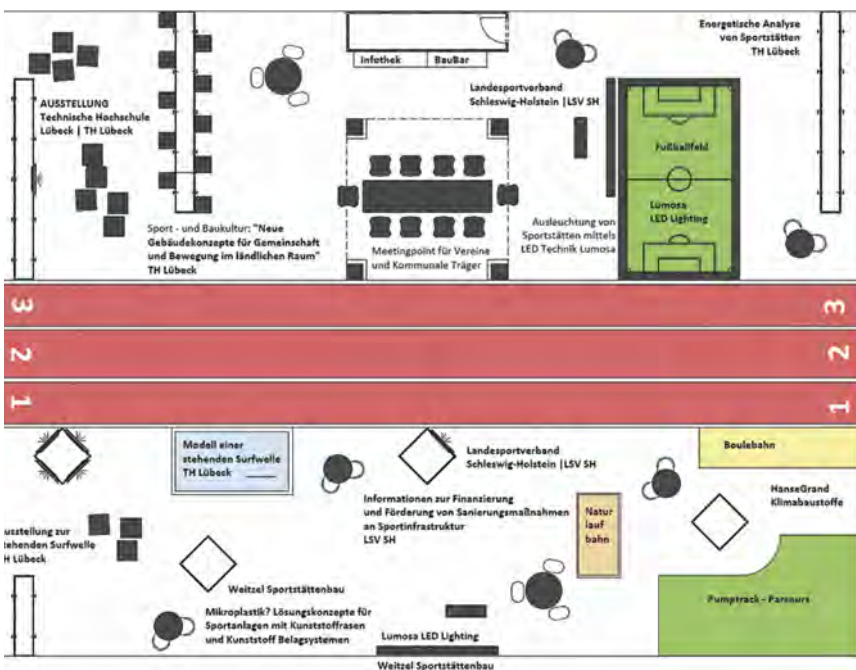 Infothek
BauBar
Energetische Analyse
von Sportstätten
TH Lübeck
AUSSTELLUNG
Technische Hochschule
Lübeck | TH Lübeck
Landesportverband
Schleswig-Holstein |LSV SH
Fußballfeld
Lumosa
LED Lighting
Sport - und Baukultur: "Neue
Gebäudekonzepte für Gemeinschaft
und Bewegung im ländlichen Raum"
TH Lübeck
Meetingpoint für Vereine
und Kommunale Träger
Ausleuchtung von
Sportstätten mittels
LED Technik Lumosa
3
3
2
2
1
1
Modell einer
stehenden Surfwelle
TH Lübeck
Landesportverband
Schleswig-Holstein |LSV SH
Boulebahn
Informationen zur Finanzierung
und Förderung von Sanierungsmaßnahmen
an Sportinfrastruktur
LSV SH
Natur
lauf
bahn
HanseGrand
Klimabaustoffe
usstellung zur
tehenden Surfwelle
H Lübeck
Weitzel Sportstättenbau
Mikroplastik? Lösungskonzepte für
Sportanlagen mit Kunststoffrasen
und Kunststoff Belagsystemen
Lumosa LED Lighting
Weitzel Sportstättenbau
Pumptrack - Parcours